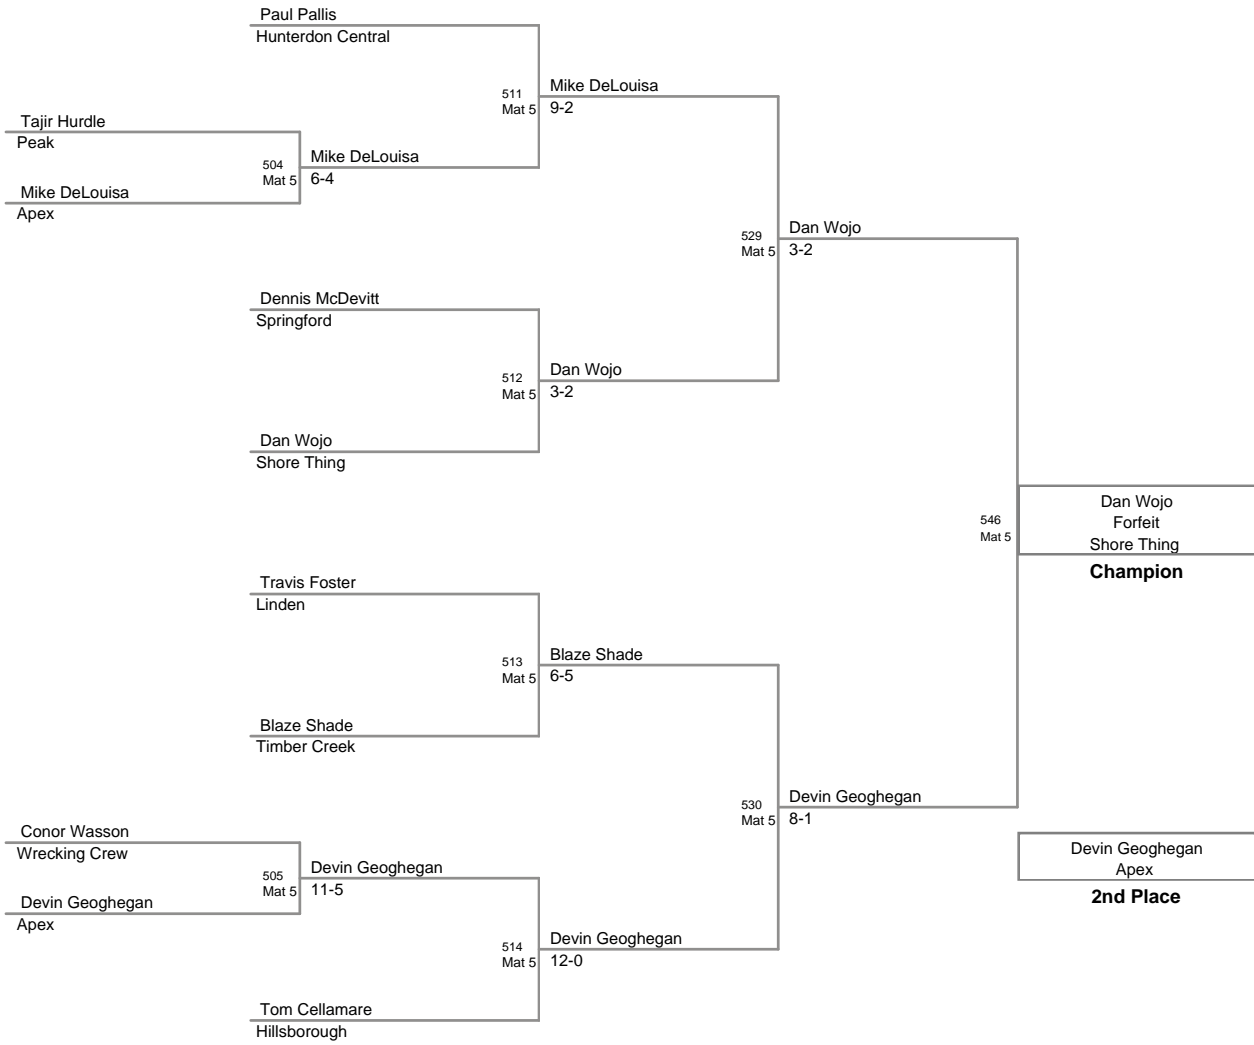 Paul Pallis
Hunterdon Central
511
Mat 5
Mike DeLouisa
9-2
Tajir Hurdle
Peak
504
Mat 5
Mike DeLouisa
6-4
Mike DeLouisa
Apex
529
Mat 5
Dan Wojo
3-2
Dennis McDevitt
Springford
512
Mat 5
Dan Wojo
3-2
Dan Wojo
Shore Thing
546
Mat 5
Dan Wojo
Forfeit
Shore Thing
Champion
Travis Foster
Linden
513
Mat 5
Blaze Shade
6-5
Blaze Shade
Timber Creek
530
Mat 5
Devin Geoghegan
8-1
Conor Wasson
Wrecking Crew
505
Mat 5
Devin Geoghegan
11-5
Devin Geoghegan
Apex
Devin Geoghegan
Apex
2nd Place
514
Mat 5
Devin Geoghegan
12-0
Tom Cellamare
Hillsborough